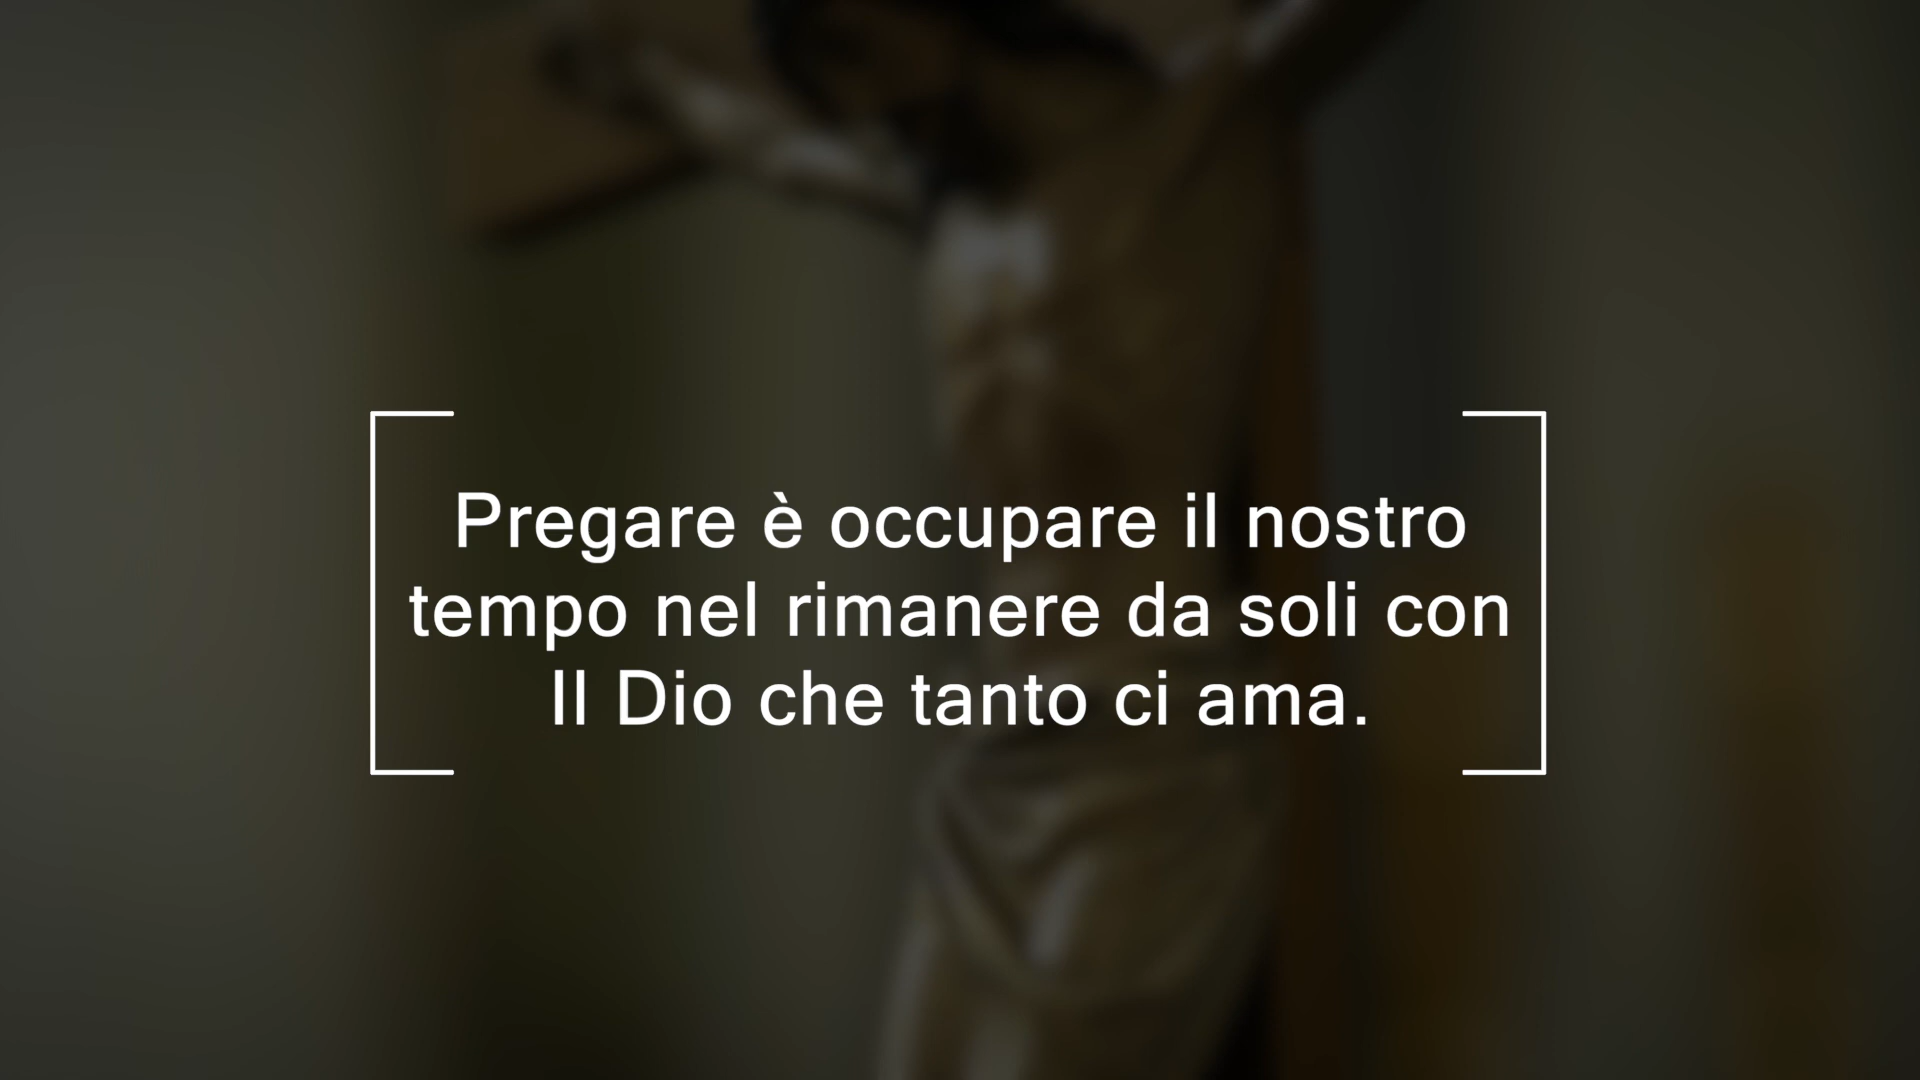 Pregare è occupare il nostro
tempo nel rimanere da soli con
Il Dio che tanto ci ama.